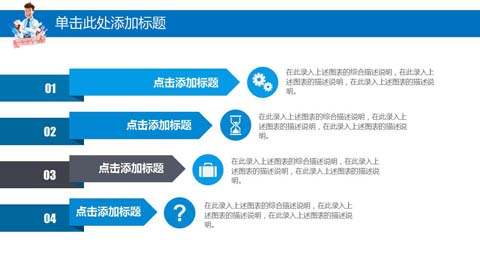 单击此处添加标题
01
点击添加标题
在此录入上述图表的综合描述说明，在此录入上
述图表的描述说明，在此录入上述图表的描述说
明。
02
点击添加标题
在此录入上述图表的综合描述说明，在此录入上
述图表的描述说明，在此录入上述图表的描述说
明。
03
点击添加标题
在此录入上述图表的综合描述说明，在此录入上
述图表的描述说明，在此录入上述图表的描述说
明。
04
点击添加标题
?
在此录入上述图表的综合描述说明，在此录入上
述图表的描述说明，在此录入上述图表的描述说
明。